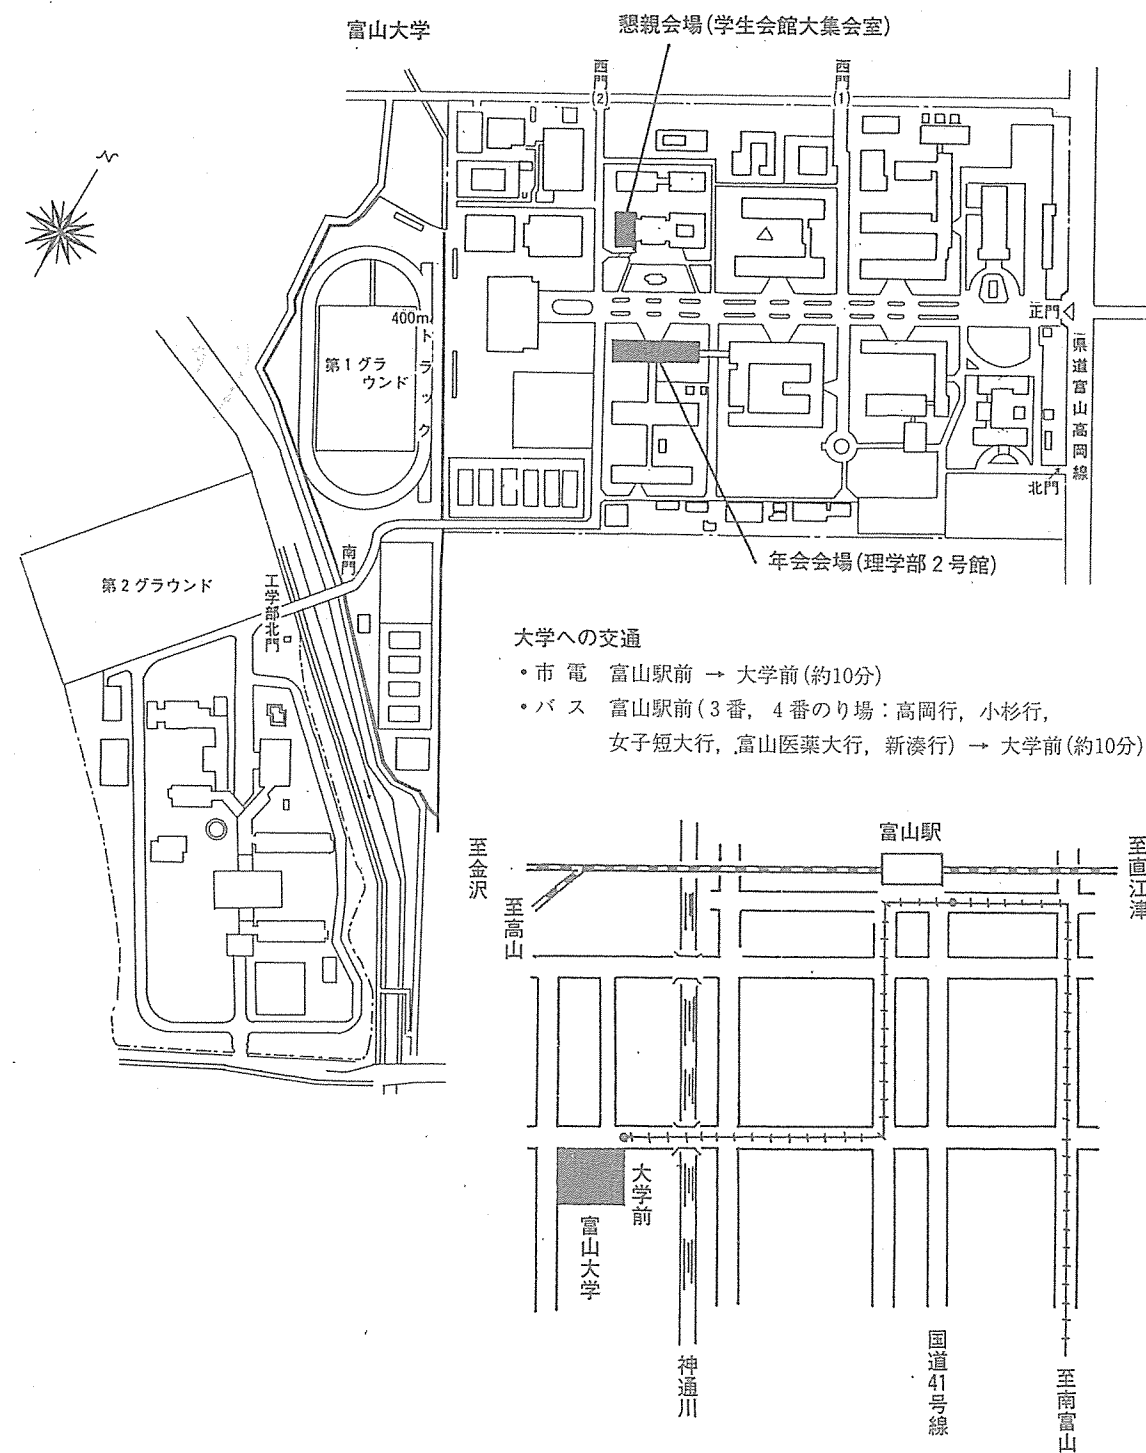 富山大学
懇親会場(学生会館大集会室)
西門(2)
西門(1)
N
400mトラック
第1グラウンド
正門
県道富山高岡線
北門
南門
第2グラウンド
工学部北門
年会会場(理学部2号館)
大学への交通
・市電 富山駅前 → 大学前(約10分)
・バス 富山駅前(3番, 4番のり場:高岡行, 小杉行,
女子短大行, 富山医薬大行, 新湊行) → 大学前(約10分)
富山駅
至金沢
至直江津
至高山
大学前
富山大学
神通川
国道41号線
至南富山